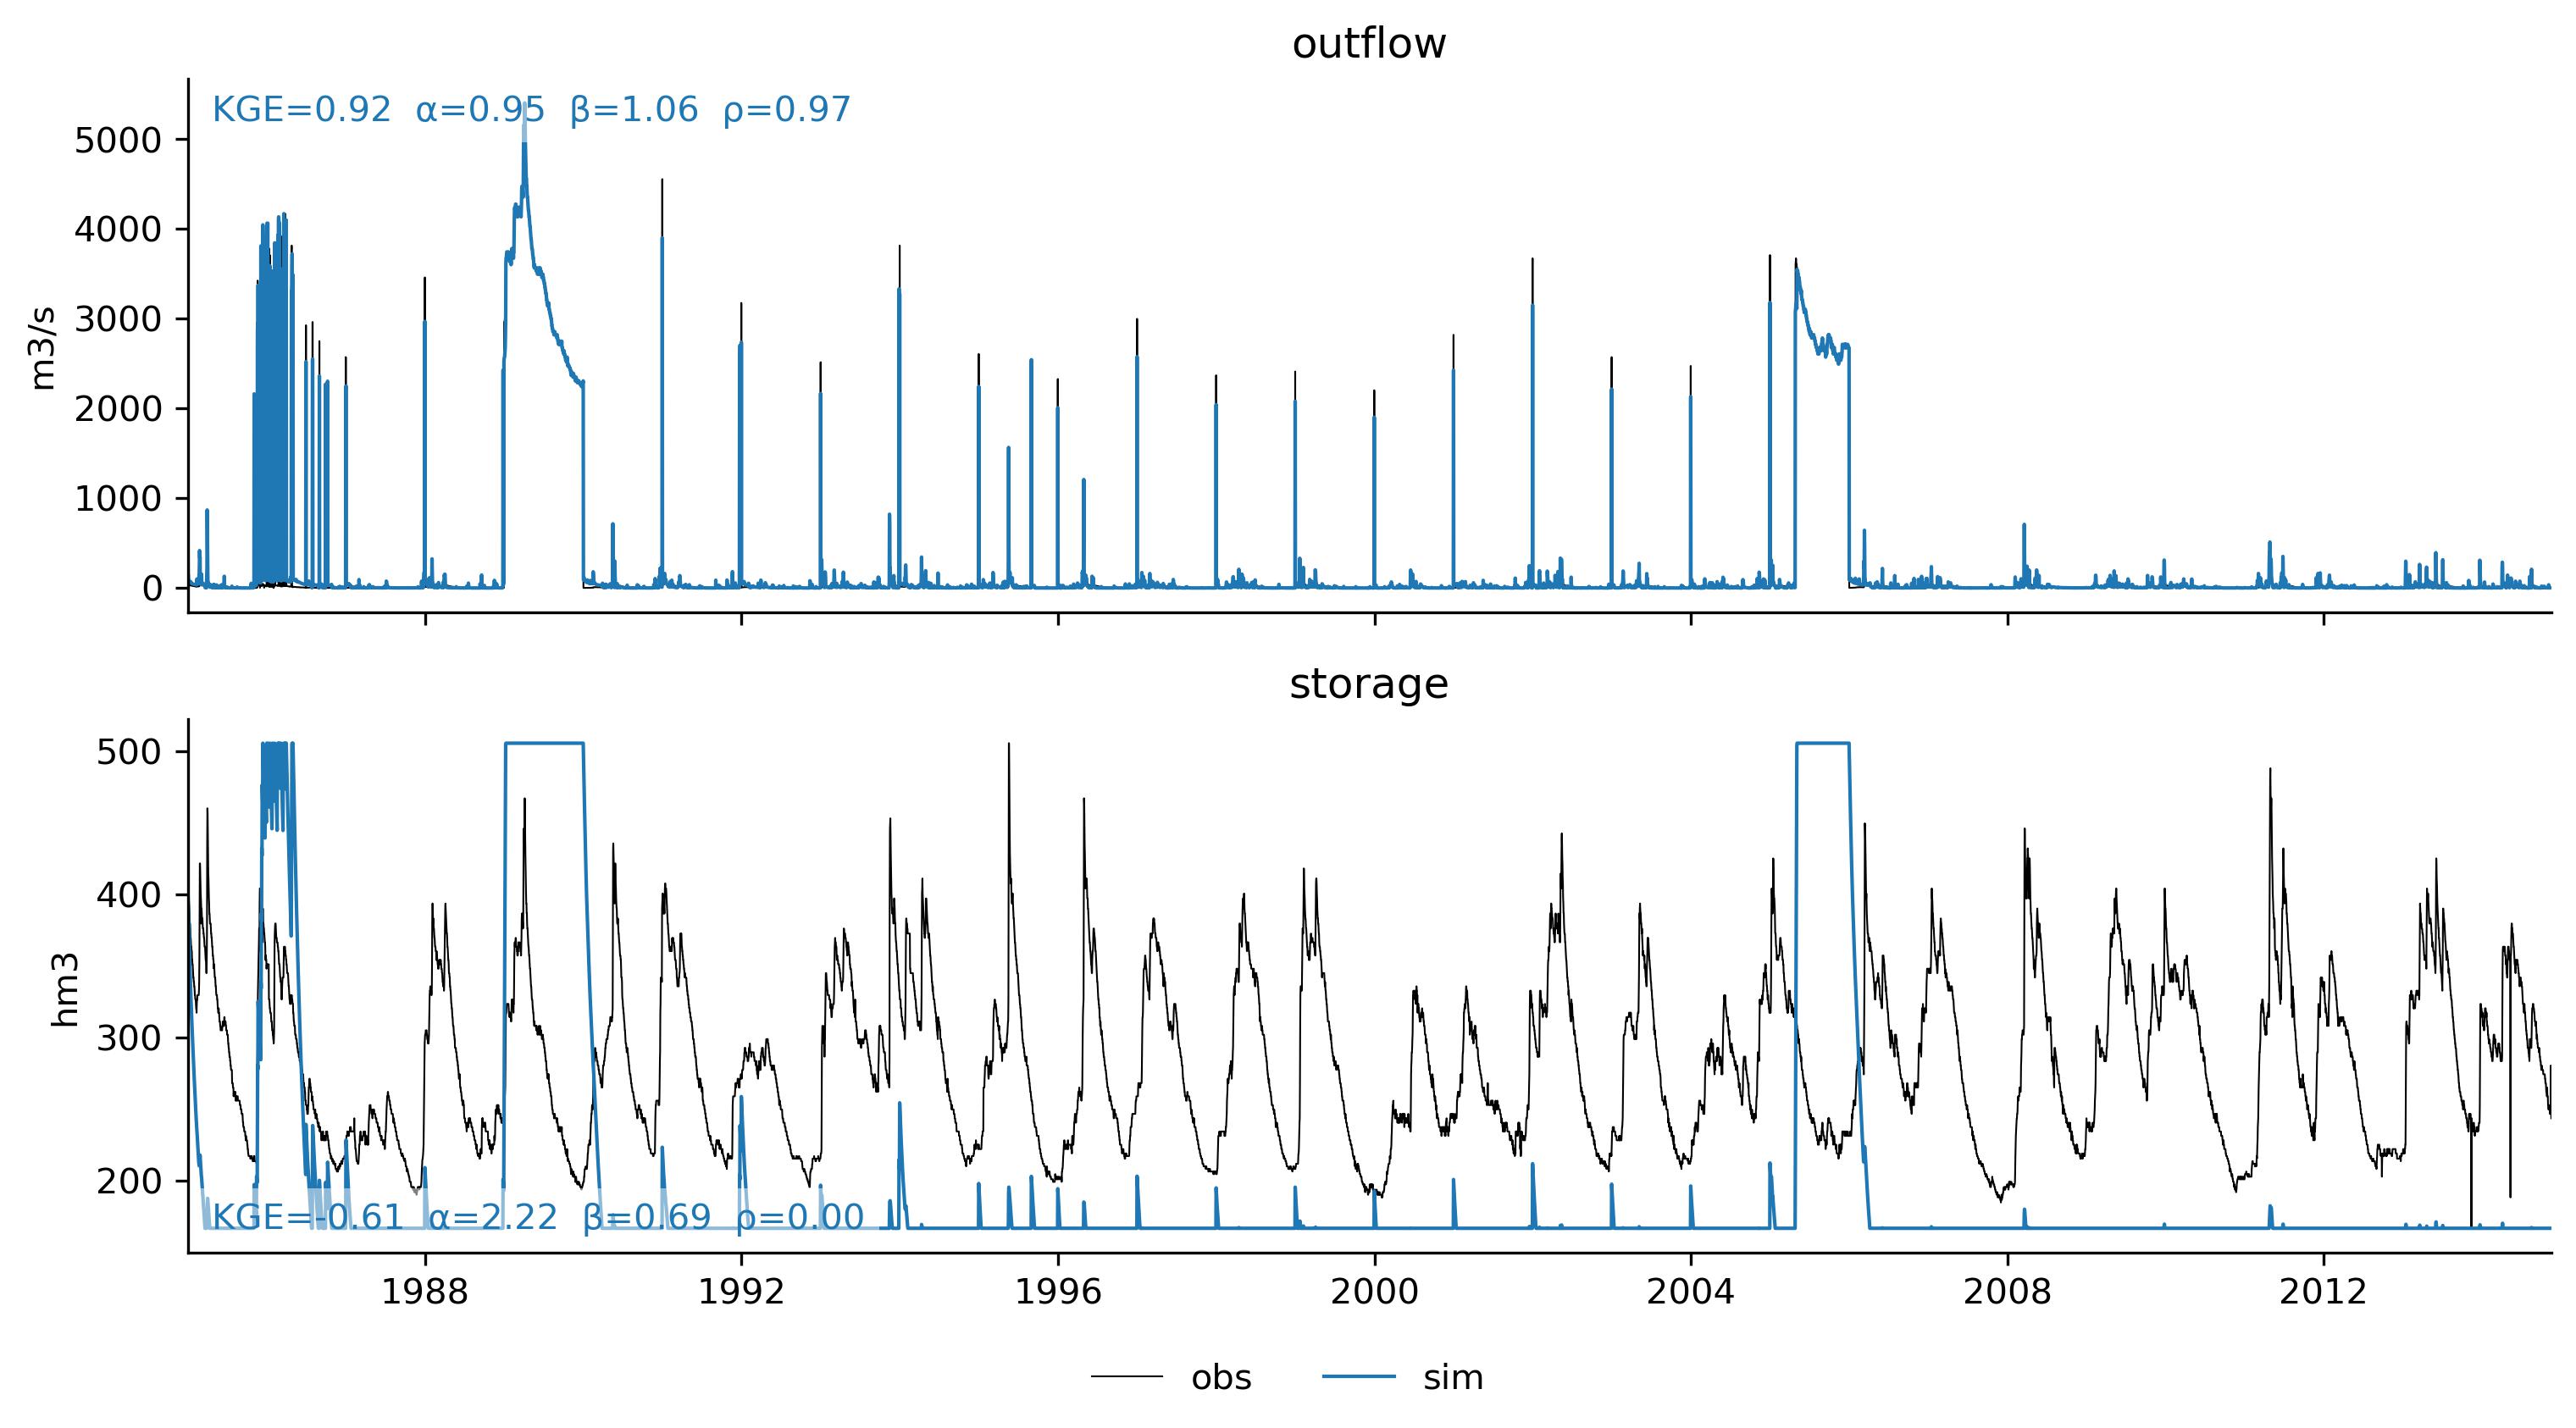 outflow
KGE=0.92 α=0.95 β=1.06 ρ=0.97
5000
4000
3000
2000
1000
0
m3/s
storage
500
400
300
200
hm3
KGE=-0.61 α=2.22 β=0.69 ρ=0.00
1988 1992 1996 2000 2004 2008 2012
obs sim